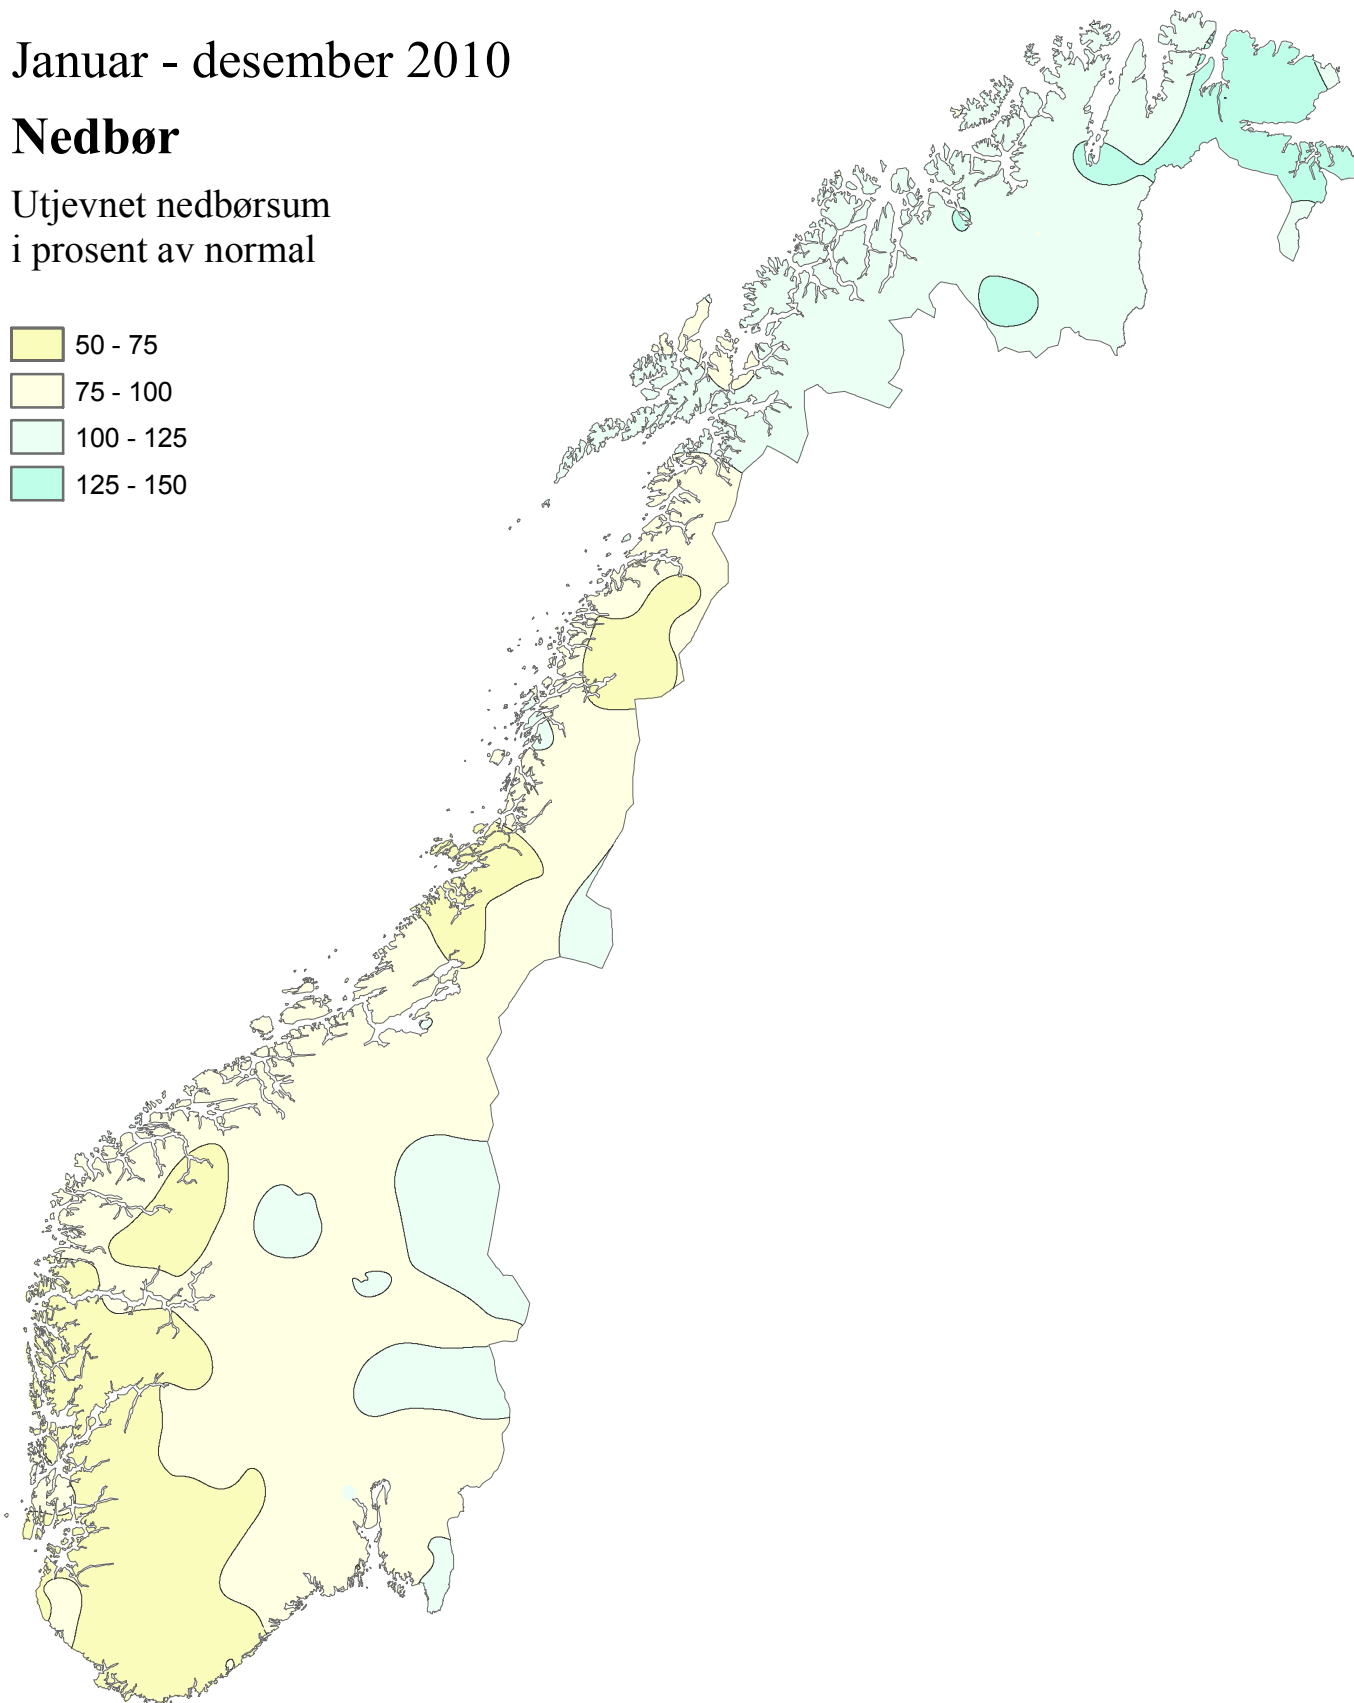 Januar - desember 2010
Nedbør
Utjevnet nedbørsum
i prosent av normal
50 - 75
75 - 100
100 - 125
125 - 150